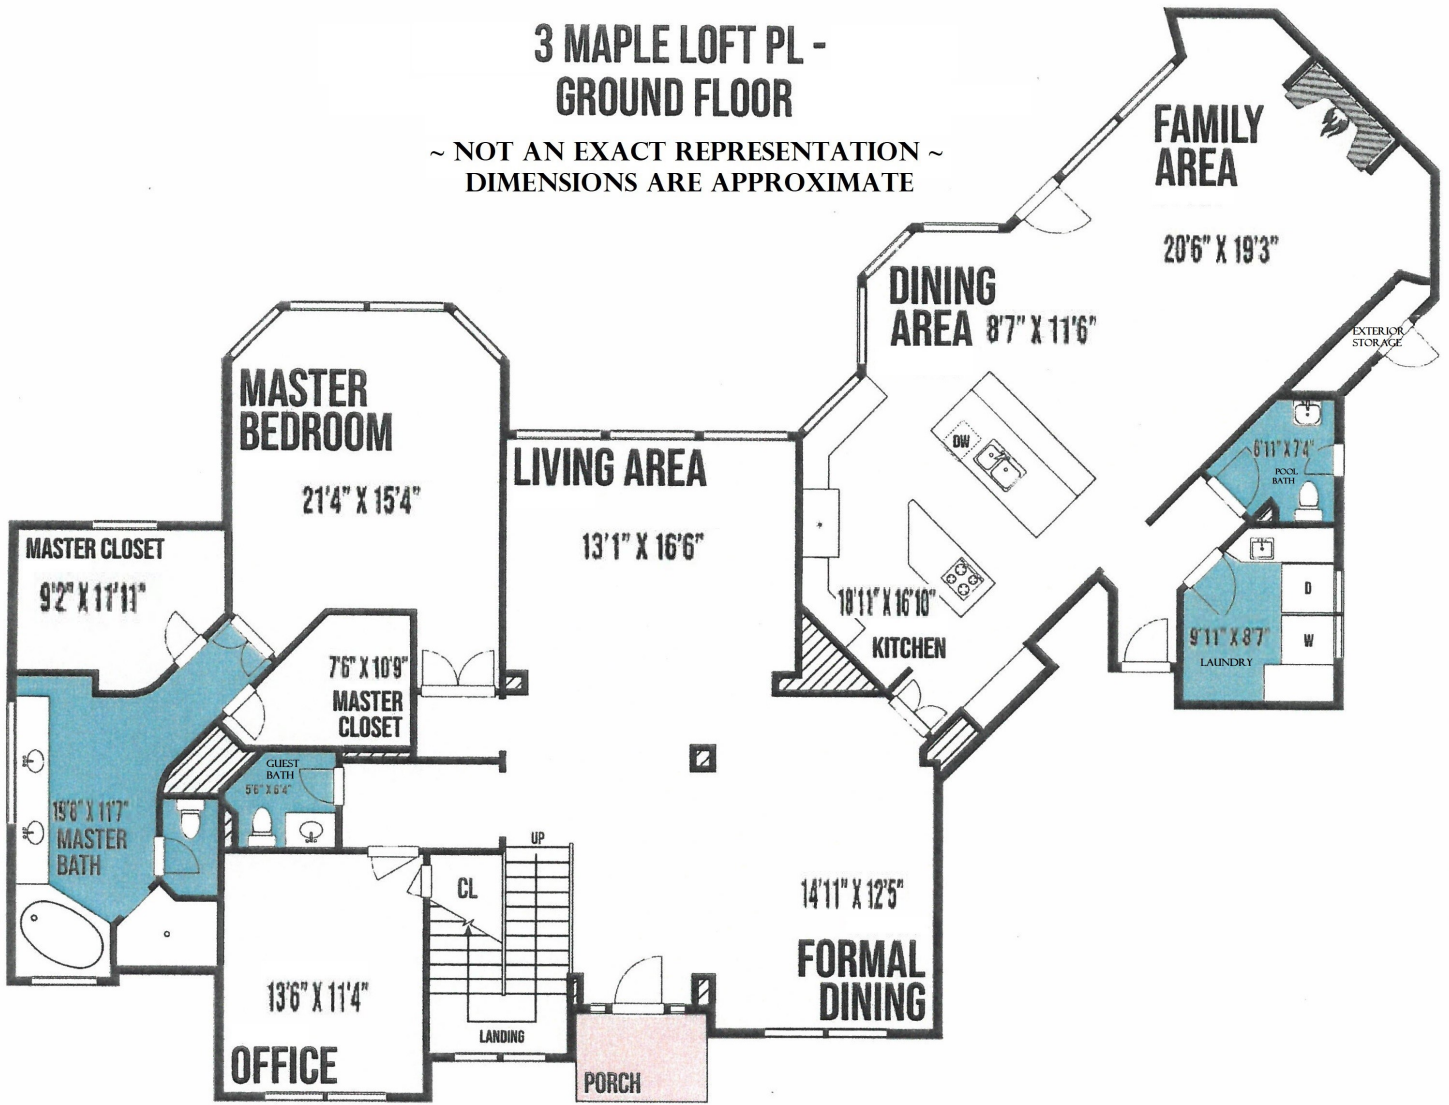 3 MAPLE LOFT PL -
GROUND FLOOR
~ NOT AN EXACT REPRESENTATION ~
DIMENSIONS ARE APPROXIMATE
FAMILY
AREA
20'6" X 19'3"
DINING
AREA 8'7" X 11'6"
EXTERIOR
STORAGE
MASTER
BEDROOM
21'4" X 15'4"
LIVING AREA
13'1" X 16'6"
DW
6'11" X 7'4"
POOL
BATH
MASTER CLOSET
9'2" X 11'11"
18'11" X 16'10"
KITCHEN
D
W
9'11" X 8'7"
LAUNDRY
7'6" X 10'9"
MASTER
CLOSET
GUEST
BATH
5'6" X 6'4"
19'8" X 11'7"
MASTER
BATH
UP
CL
14'11" X 12'5"
FORMAL
DINING
13'6" X 11'4"
OFFICE
LANDING
PORCH